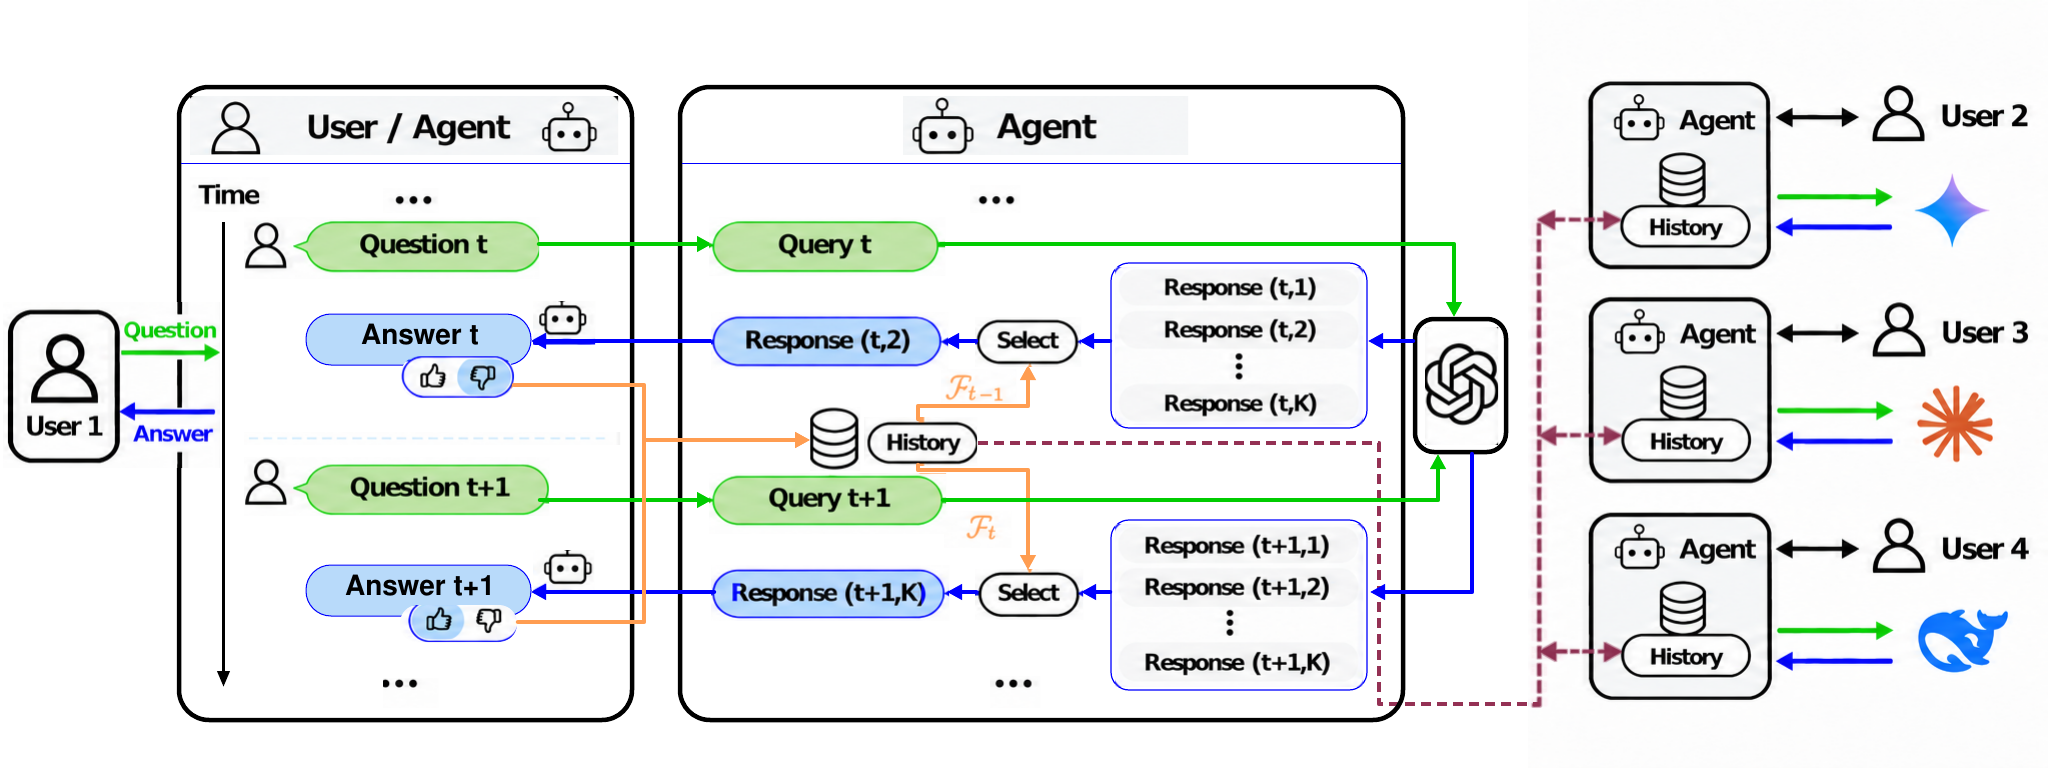 User / Agent
Agent
Time
...
...
Question t
Query t
Response (t,1)
Answer t
Response (t,2)
Select
Response (t,2)
⋮
Response (t,K)
Question
User 1
Answer
F_{t-1}
History
Question t+1
Query t+1
F_t
Response (t+1,1)
Answer t+1
Response (t+1,K)
Select
Response (t+1,2)
⋮
Response (t+1,K)
...
...
Agent
User 2
History
Agent
User 3
History
Agent
User 4
History